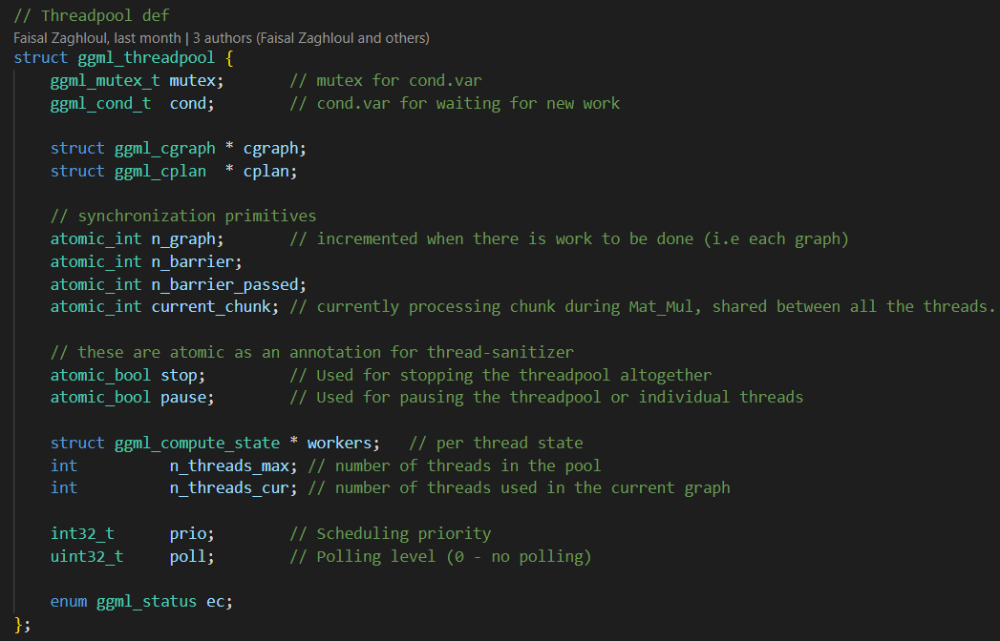 // Threadpool def
Faisal Zaghloul, last month | 3 authors (Faisal Zaghloul and others)
struct ggml_threadpool {
    ggml_mutex_t mutex;       // mutex for cond.var
    ggml_cond_t  cond;        // cond.var for waiting for new work
    struct ggml_cgraph * cgraph;
    struct ggml_cplan  * cplan;
    // synchronization primitives
    atomic_int n_graph;       // incremented when there is work to be done (i.e each graph)
    atomic_int n_barrier;
    atomic_int n_barrier_passed;
    atomic_int current_chunk; // currently processing chunk during Mat_Mul, shared between all the threads.
    // these are atomic as an annotation for thread-sanitizer
    atomic_bool stop;         // Used for stopping the threadpool altogether
    atomic_bool pause;        // Used for pausing the threadpool or individual threads
    struct ggml_compute_state * workers;   // per thread state
    int          n_threads_max; // number of threads in the pool
    int          n_threads_cur; // number of threads used in the current graph
    int32_t      prio;        // Scheduling priority
    uint32_t     poll;        // Polling level (0 - no polling)
    enum ggml_status ec;
};